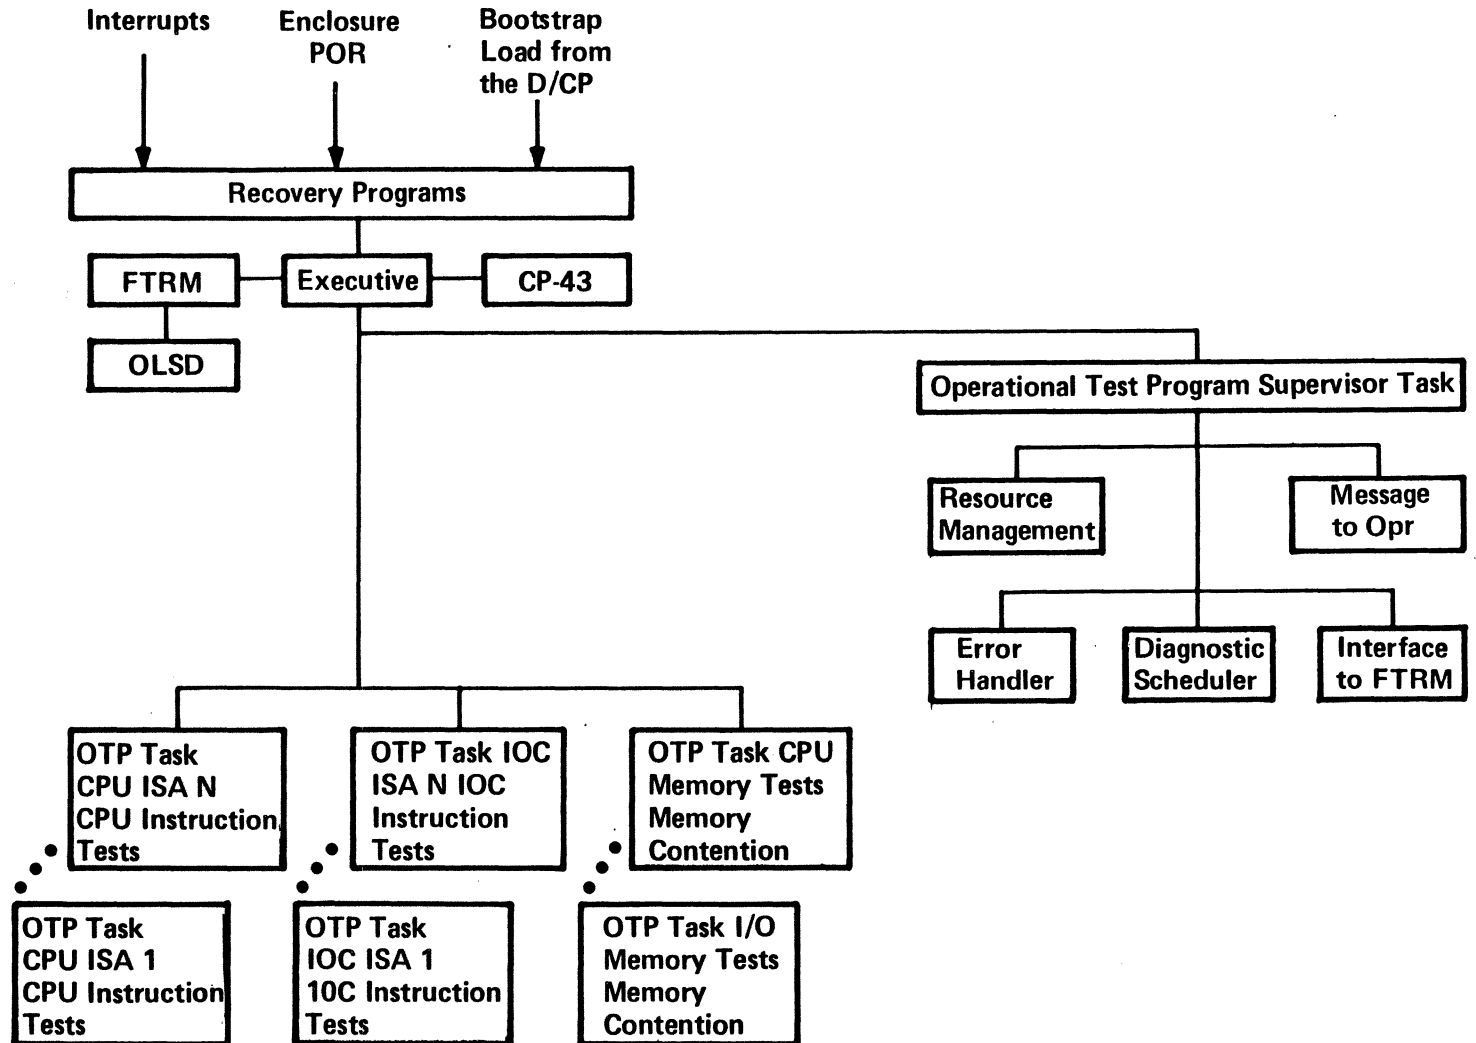 Interrupts
Enclosure
POR
Bootstrap
Load from
the D/CP
Recovery Programs
FTRM
Executive
CP-43
OLSD
Operational Test Program Supervisor Task
Resource
Management
Message
to Opr
Error
Handler
Diagnostic
Scheduler
Interface
to FTRM
OTP Task
CPU ISA N
CPU Instruction
Tests
OTP Task IOC
ISA N IOC
Instruction
Tests
OTP Task CPU
Memory Tests
Memory
Contention
OTP Task
CPU ISA 1
CPU Instruction
Tests
OTP Task
IOC ISA 1
10C Instruction
Tests
OTP Task I/O
Memory Tests
Memory
Contention